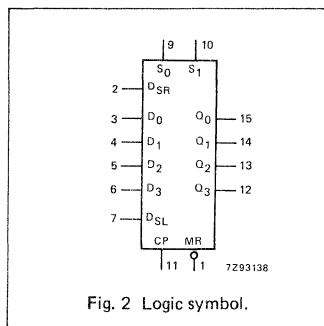 9 10
S0 S1
2 DSR
3 D0 Q0 15
4 D1 Q1 14
5 D2 Q2 13
6 D3 Q3 12
7 DSL
CP MR
11 1 7Z93138
Fig. 2 Logic symbol.